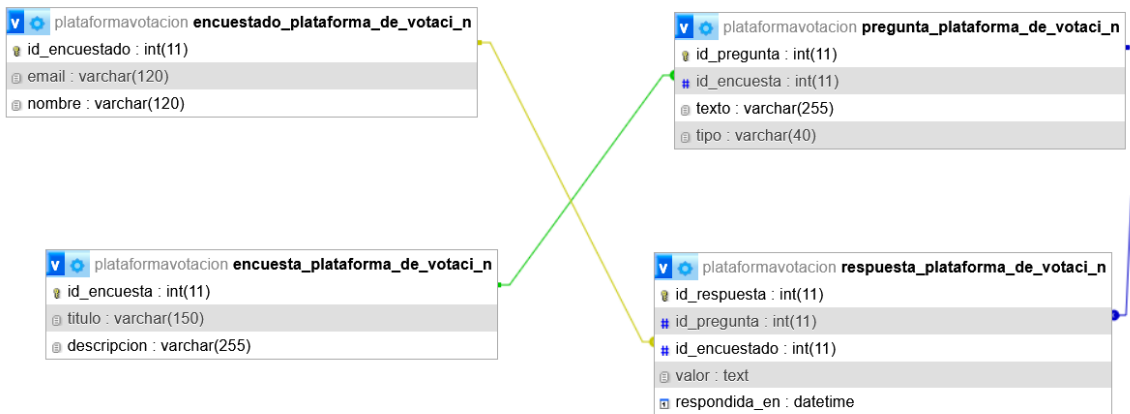 plataformavotacion encuestado_plataforma_de_votaci_n
id_encuestado : int(11)
email : varchar(120)
nombre : varchar(120)
plataformavotacion pregunta_plataforma_de_votaci_n
id_pregunta : int(11)
# id_encuesta : int(11)
texto : varchar(255)
tipo : varchar(40)
plataformavotacion encuesta_plataforma_de_votaci_n
id_encuesta : int(11)
titulo : varchar(150)
descripcion : varchar(255)
plataformavotacion respuesta_plataforma_de_votaci_n
id_respuesta : int(11)
# id_pregunta : int(11)
# id_encuestado : int(11)
valor : text
respondida_en : datetime